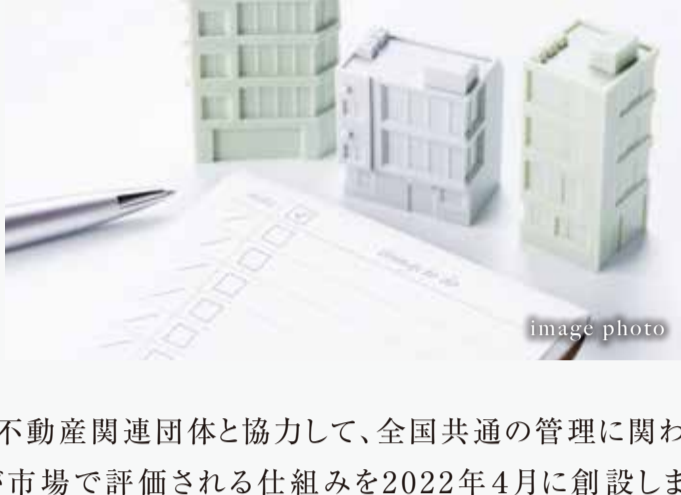 image photo
不動産関連団体と協力して、全国共通の管理に関わ
が市場で評価される仕組みを2022年4月に創設しま